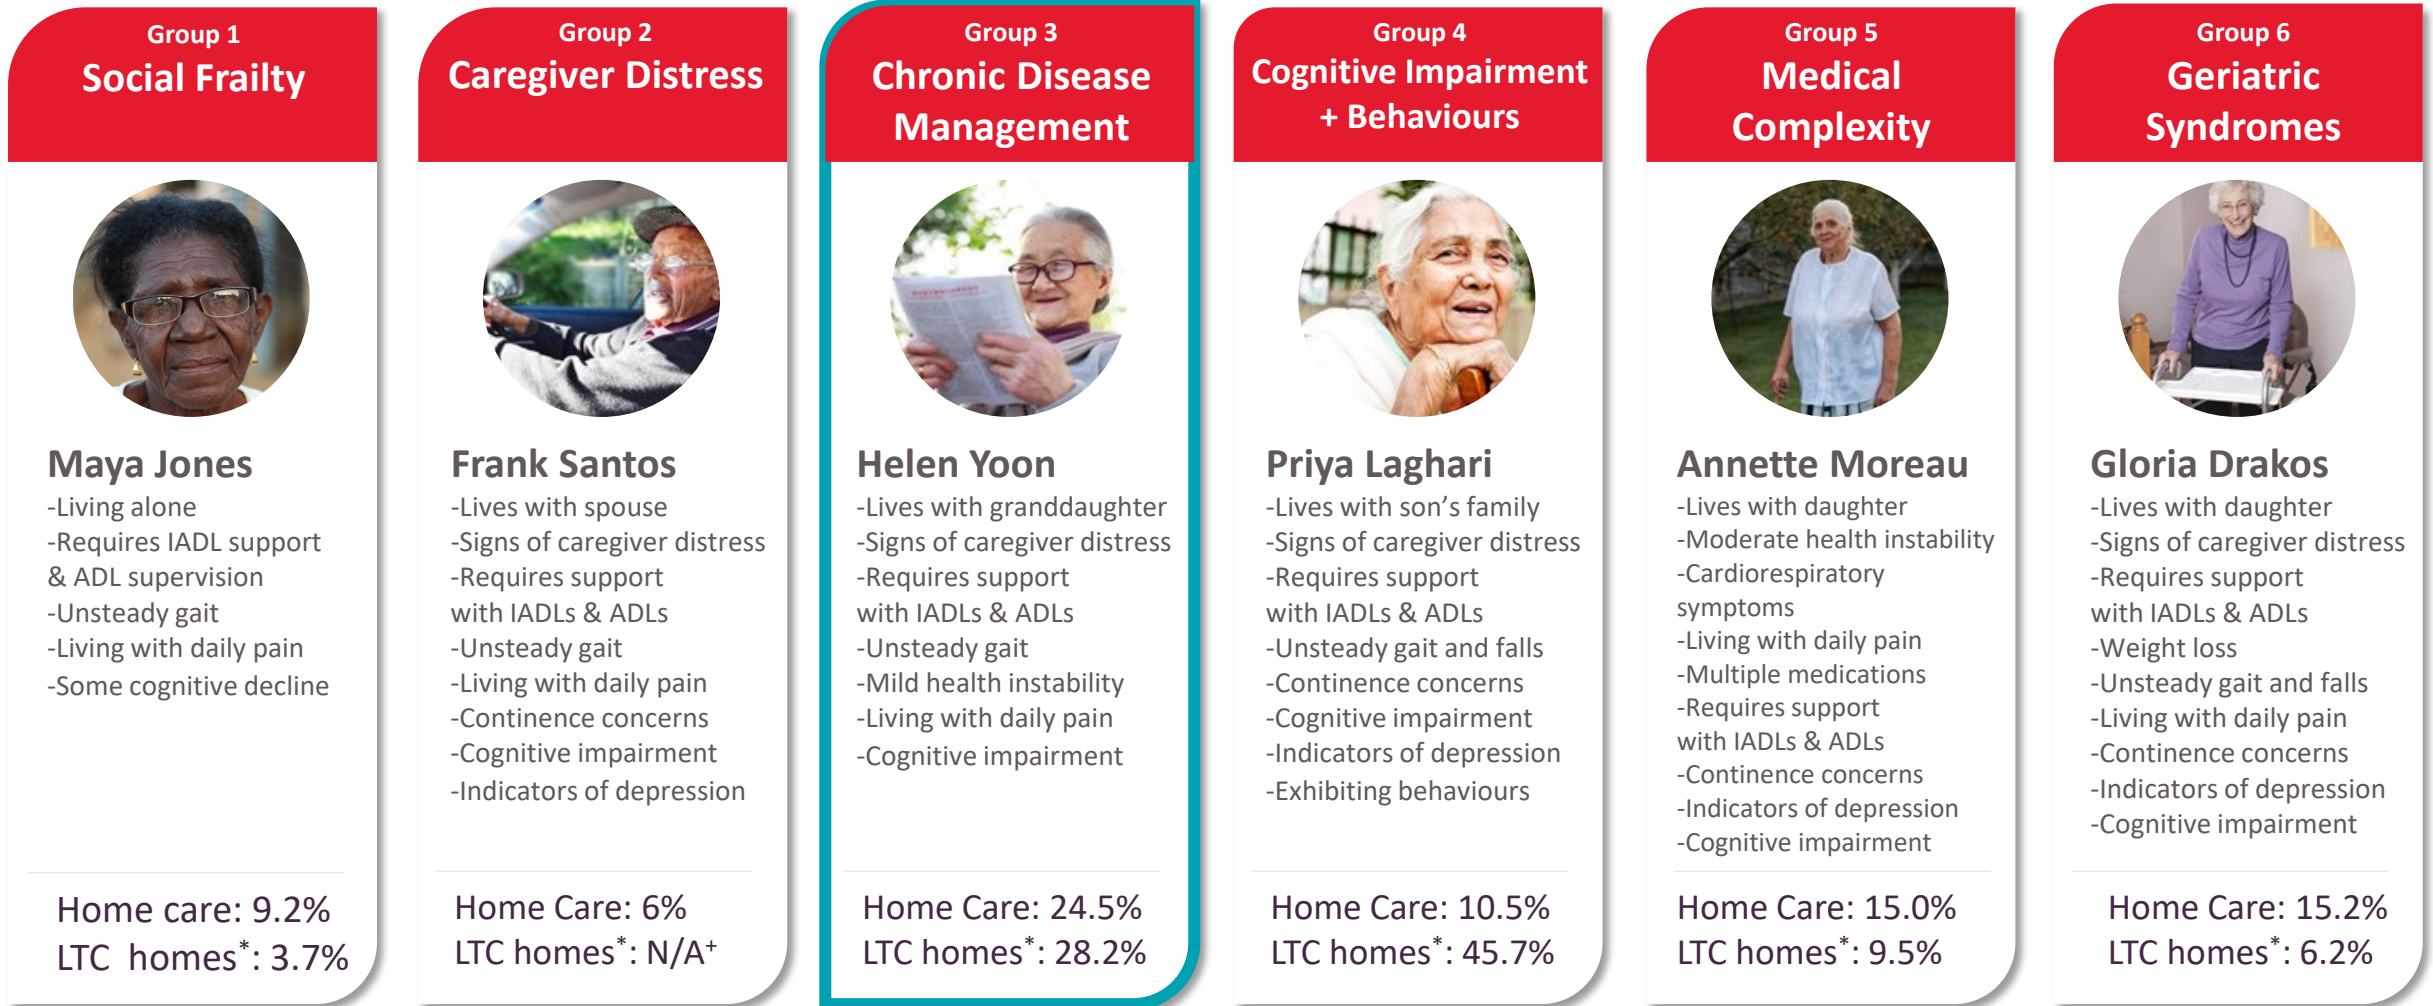 Group 1
Social Frailty
Maya Jones
-Living alone
-Requires IADL support
& ADL supervision
-Unsteady gait
-Living with daily pain
-Some cognitive decline
Home care: 9.2%
LTC homes*: 3.7%
Group 2
Caregiver Distress
Frank Santos
-Lives with spouse
-Signs of caregiver distress
-Requires support
with IADLs & ADLs
-Unsteady gait
-Living with daily pain
-Continence concerns
-Cognitive impairment
-Indicators of depression
Home Care: 6%
LTC homes*: N/A+
Group 3
Chronic Disease
Management
Helen Yoon
-Lives with granddaughter
-Signs of caregiver distress
-Requires support
with IADLs & ADLs
-Unsteady gait
-Mild health instability
-Living with daily pain
-Cognitive impairment
Home Care: 24.5%
LTC homes*: 28.2%
Group 4
Cognitive Impairment
+ Behaviours
Priya Laghari
-Lives with son’s family
-Signs of caregiver distress
-Requires support
with IADLs & ADLs
-Unsteady gait and falls
-Continence concerns
-Cognitive impairment
-Indicators of depression
-Exhibiting behaviours
Home Care: 10.5%
LTC homes*: 45.7%
Group 5
Medical
Complexity
Annette Moreau
-Lives with daughter
-Moderate health instability
-Cardiorespiratory
symptoms
-Living with daily pain
-Multiple medications
-Requires support
with IADLs & ADLs
-Continence concerns
-Indicators of depression
-Cognitive impairment
Home Care: 15.0%
LTC homes*: 9.5%
Group 6
Geriatric
Syndromes
Gloria Drakos
-Lives with daughter
-Signs of caregiver distress
-Requires support
with IADLs & ADLs
-Weight loss
-Unsteady gait and falls
-Living with daily pain
-Continence concerns
-Indicators of depression
-Cognitive impairment
Home Care: 15.2%
LTC homes*: 6.2%